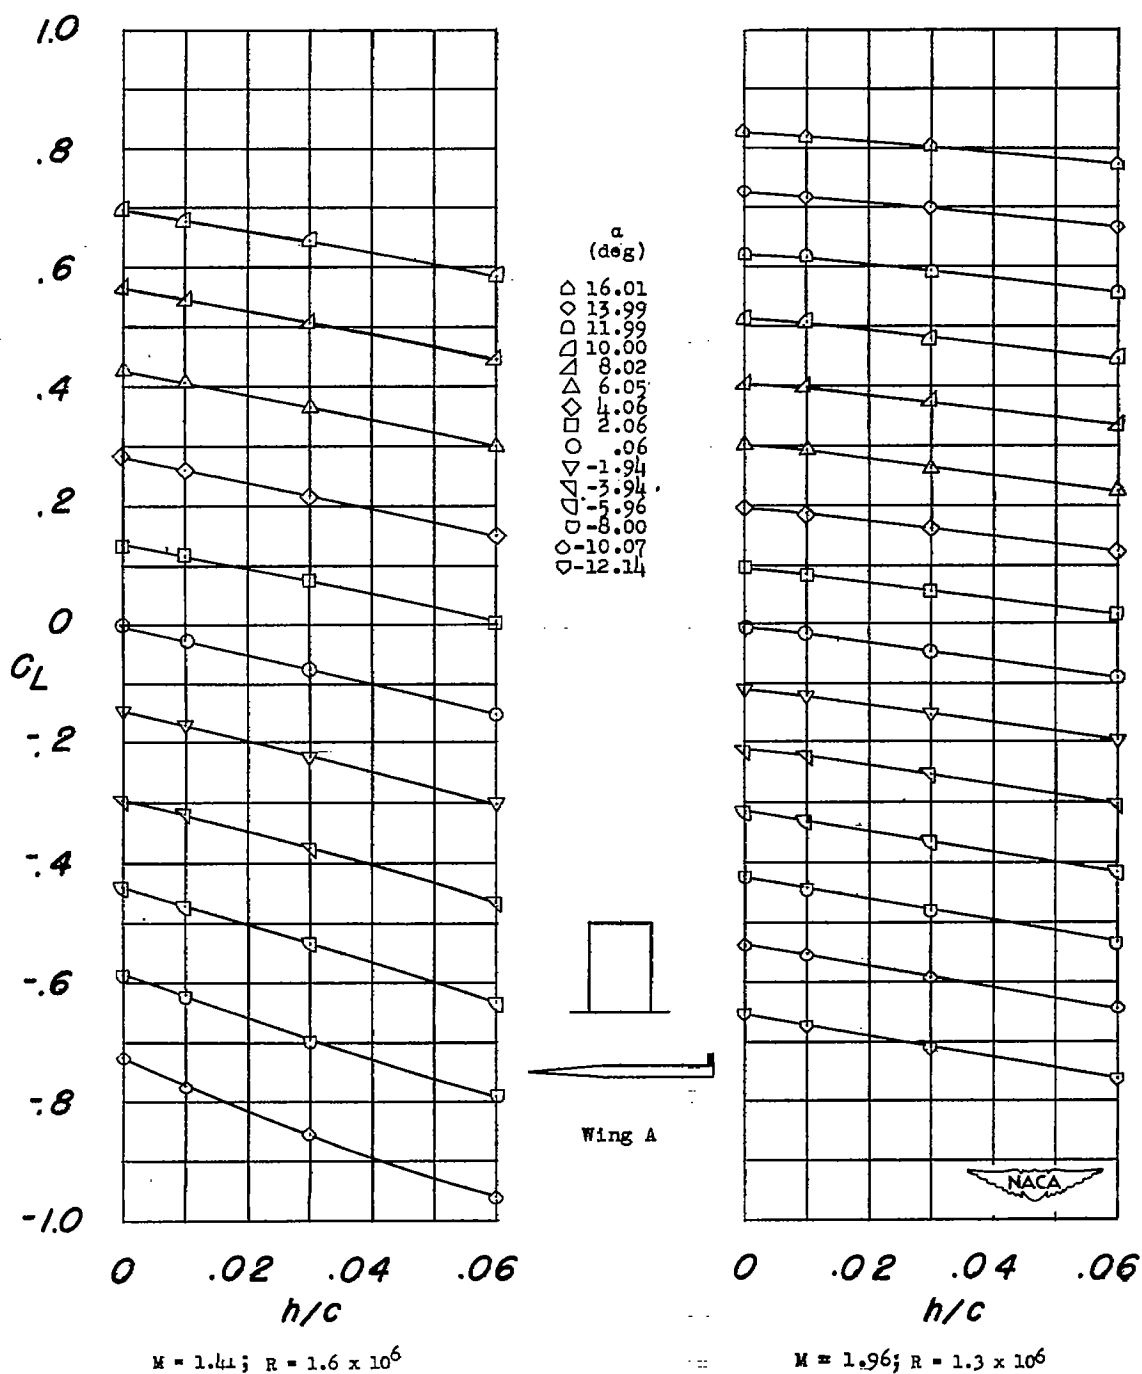 1.0
.8
.6
.4
.2
0
C_L
-.2
-.4
-.6
-.8
-1.0
0 .02 .04 .06
h/c
M = 1.41; R = 1.6 x 10^6
α
(deg)
16.01
13.99
11.99
10.00
8.02
6.05
4.06
2.06
.06
-1.94
-3.94
-5.96
-8.00
-10.07
-12.14
Wing A
NACA
0 .02 .04 .06
h/c
M = 1.96; R = 1.3 x 10^6